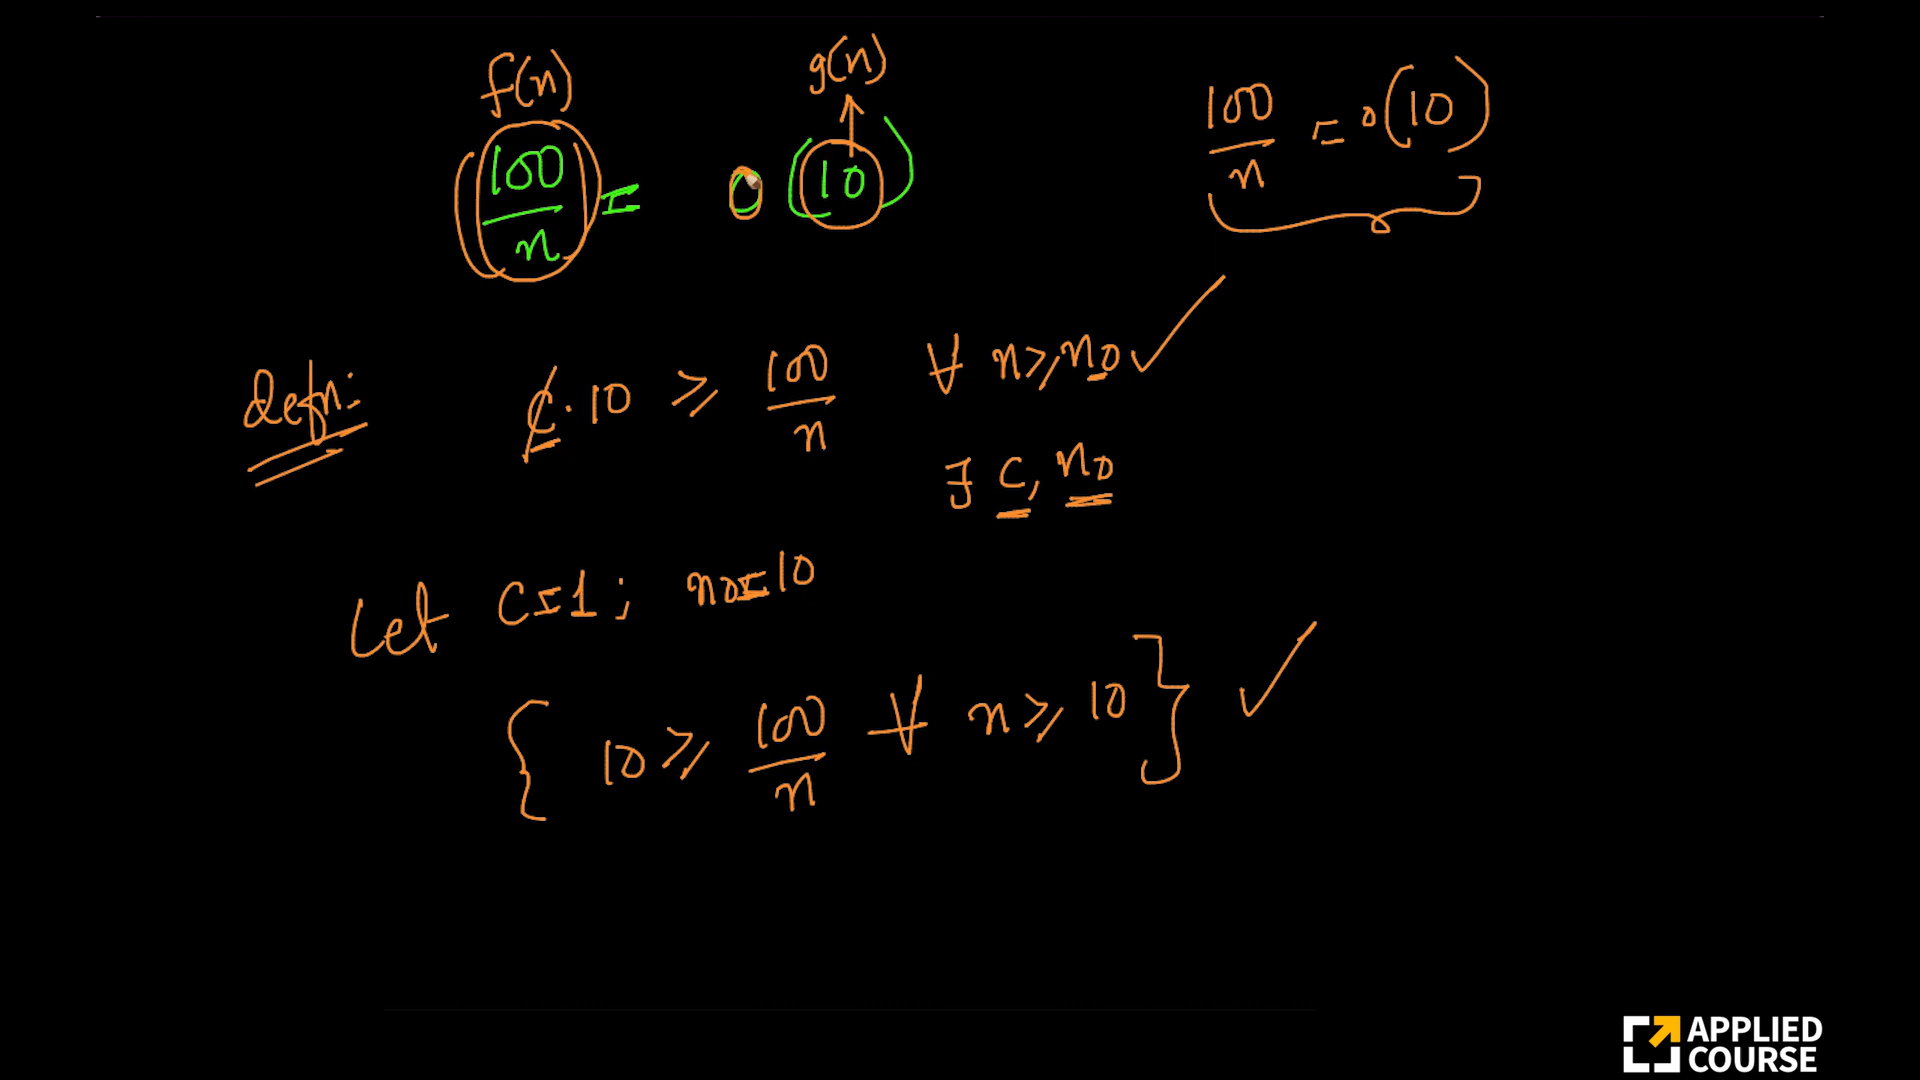 f(n) g(n)
100/n = O(10)
100/n = o(10)
defn: C · 10 ≥ 100/n ∀ n ≥ n0 ✓
∃ C, n0
Let C = 1; n0 = 10
{ 10 ≥ 100/n ∀ n ≥ 10 } ✓
APPLIED
COURSE